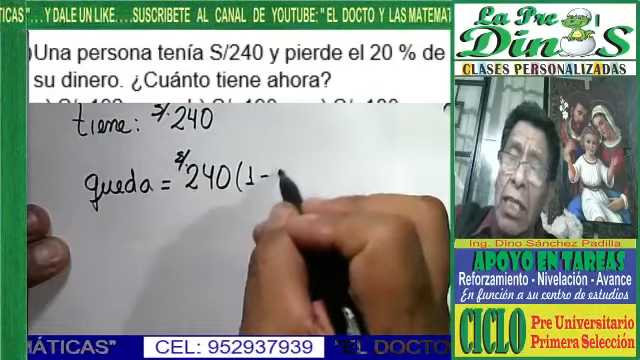 ICAS"....Y DALE UN LIKE....SUSCRIBETE AL CANAL DE YOUTUBE:" EL DOCTO Y LAS MATEMAT
)Una persona tenía S/240 y pierde el 20 % de
su dinero. ¿Cuánto tiene ahora?
tiene: S/. 240
queda = S/. 240(1-
La Pre
DinoS
CLASES PERSONALIZADAS
Ing. Dino Sánchez Padilla
APOYO EN TAREAS
Reforzamiento - Nivelación - Avance
En función a su centro de estudios
CICLO Pre Universitario
Primera Selección
MÁTICAS" CEL: 952937939 "EL DOCTO